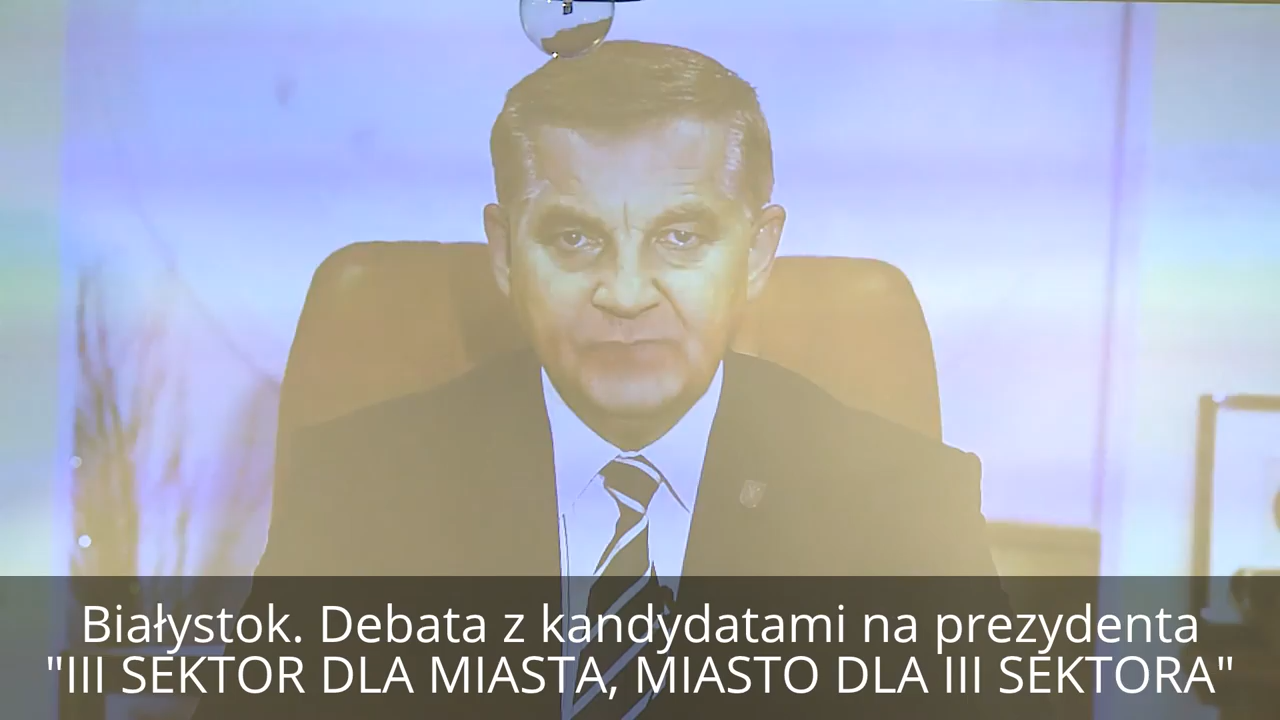 Białystok. Debata z kandydatami na prezydenta
"III SEKTOR DLA MIASTA, MIASTO DLA III SEKTORA"